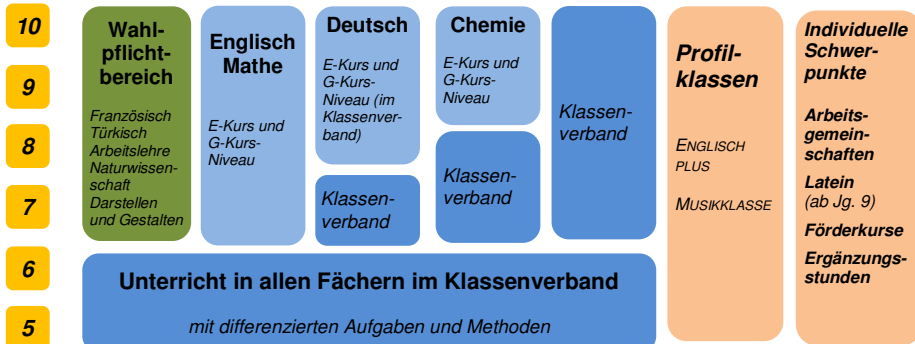 10
9
8
7
6
5
Wahl-
pflicht-
bereich
Französisch
Türkisch
Arbeitslehre
Naturwissen-
schaft
Darstellen
und Gestalten
Englisch
Mathe
E-Kurs und
G-Kurs-
Niveau
Deutsch
E-Kurs und
G-Kurs-
Niveau (im
Klassenver-
band)
Klassen-
verband
Chemie
E-Kurs und
G-Kurs-
Niveau
Klassen-
verband
Klassen-
verband
Unterricht in allen Fächern im Klassenverband
mit differenzierten Aufgaben und Methoden
Profil-
klassen
ENGLISCH
PLUS
MUSIKKLASSE
Individuelle
Schwer-
punkte
Arbeits-
gemein-
schaften
Latein
(ab Jg. 9)
Förderkurse
Ergänzungs-
stunden